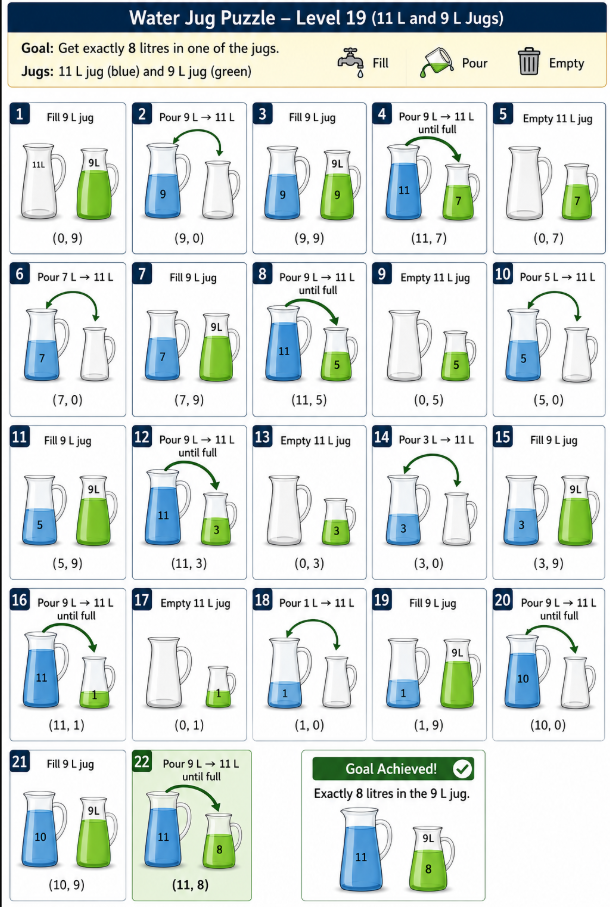 Water Jug Puzzle – Level 19 (11 L and 9 L Jugs)
Goal: Get exactly 8 litres in one of the jugs.
Jugs: 11 L jug (blue) and 9 L jug (green)
Fill
Pour
Empty
1
Fill 9 L jug
11L
9L
9
(0, 9)
2
Pour 9 L → 11 L
9
(9, 0)
3
Fill 9 L jug
9
9L
9
(9, 9)
4
Pour 9 L → 11 L
until full
11
7
(11, 7)
5
Empty 11 L jug
7
(0, 7)
6
Pour 7 L → 11 L
7
(7, 0)
7
Fill 9 L jug
7
9L
(7, 9)
8
Pour 9 L → 11 L
until full
11
5
(11, 5)
9
Empty 11 L jug
5
(0, 5)
10
Pour 5 L → 11 L
5
(5, 0)
11
Fill 9 L jug
5
9L
(5, 9)
12
Pour 9 L → 11 L
until full
11
3
(11, 3)
13
Empty 11 L jug
3
(0, 3)
14
Pour 3 L → 11 L
3
(3, 0)
15
Fill 9 L jug
3
9L
(3, 9)
16
Pour 9 L → 11 L
until full
11
1
(11, 1)
17
Empty 11 L jug
1
(0, 1)
18
Pour 1 L → 11 L
1
(1, 0)
19
Fill 9 L jug
1
9L
(1, 9)
20
Pour 9 L → 11 L
until full
10
(10, 0)
21
Fill 9 L jug
10
9L
(10, 9)
22
Pour 9 L → 11 L
until full
11
8
(11, 8)
Goal Achieved!
Exactly 8 litres in the 9 L jug.
11
9L
8